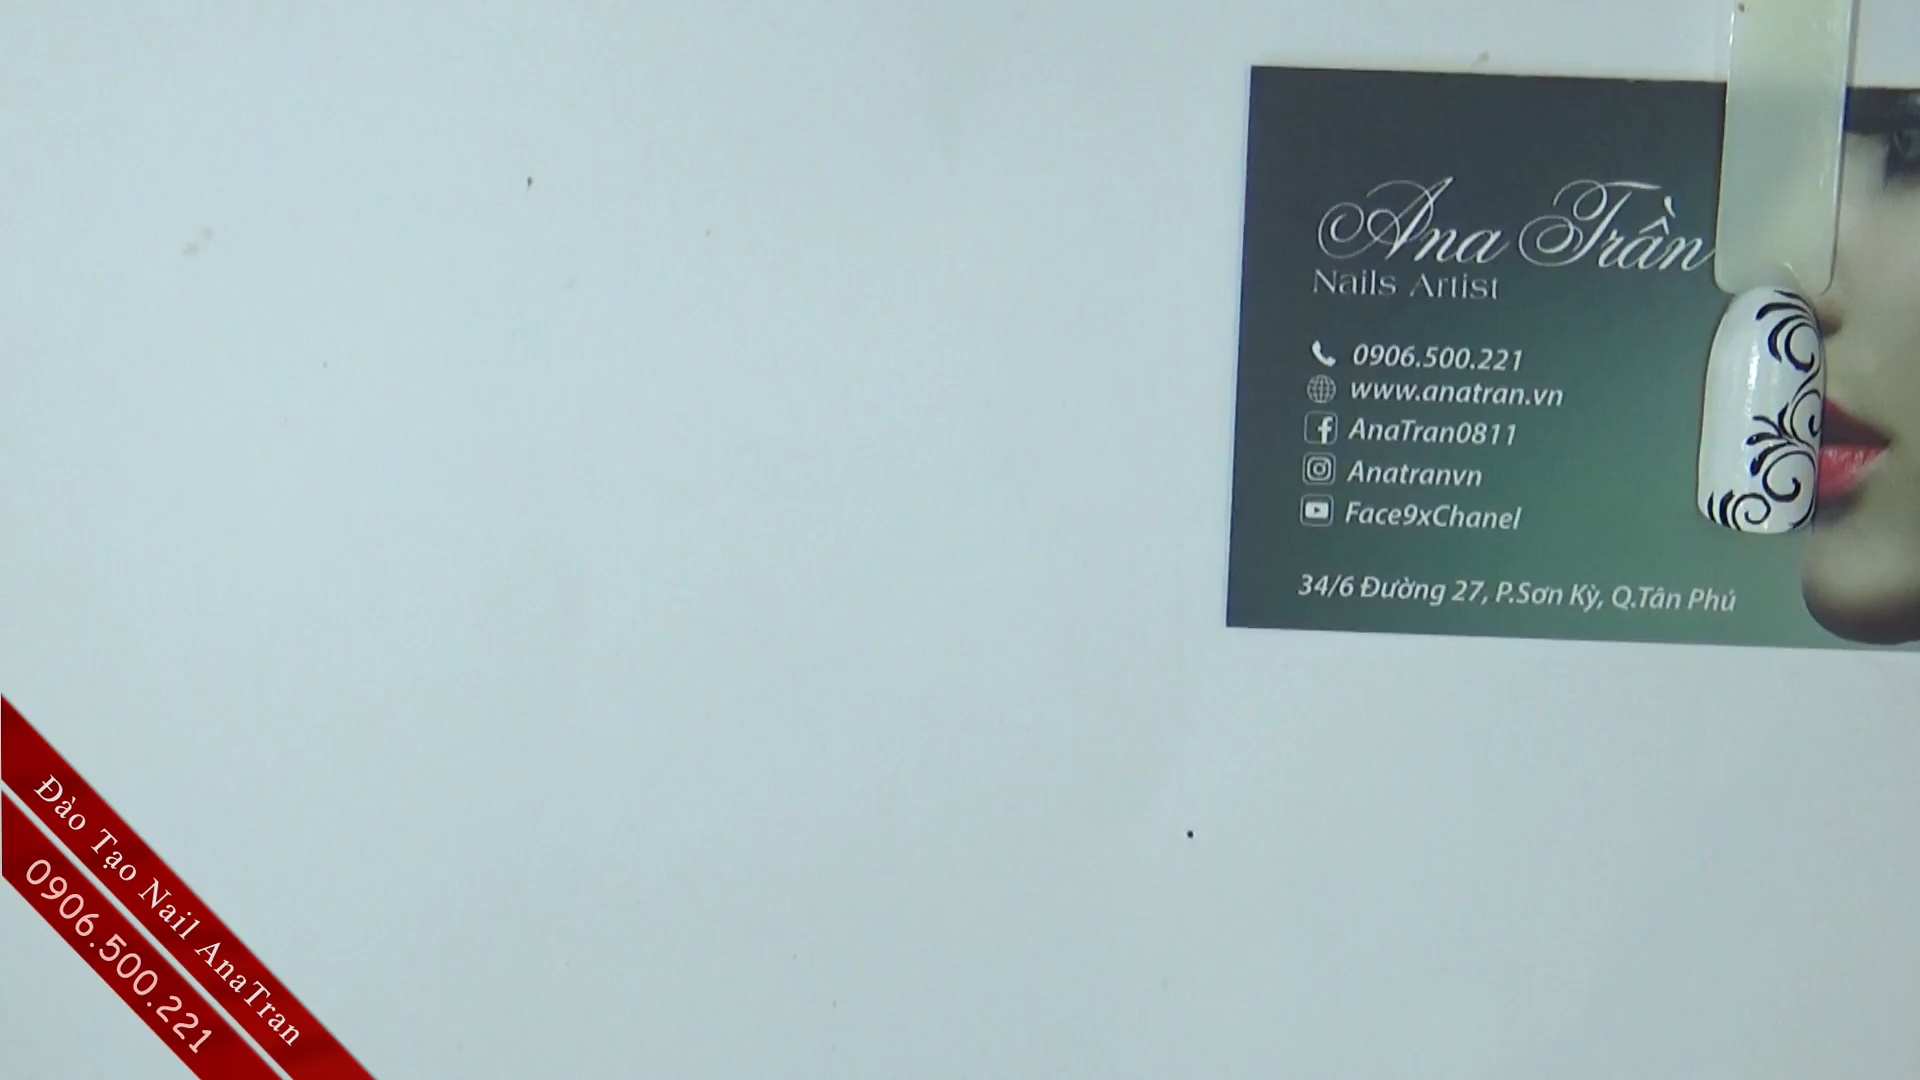 Ana Trần
Nails Artist
0906.500.221
www.anatran.vn
AnaTran0811
Anatranvn
Face9xChanel
34/6 Đường 27, P.Sơn Kỳ, Q.Tân Phú
Đào Tạo Nail AnaTran
0906.500.221